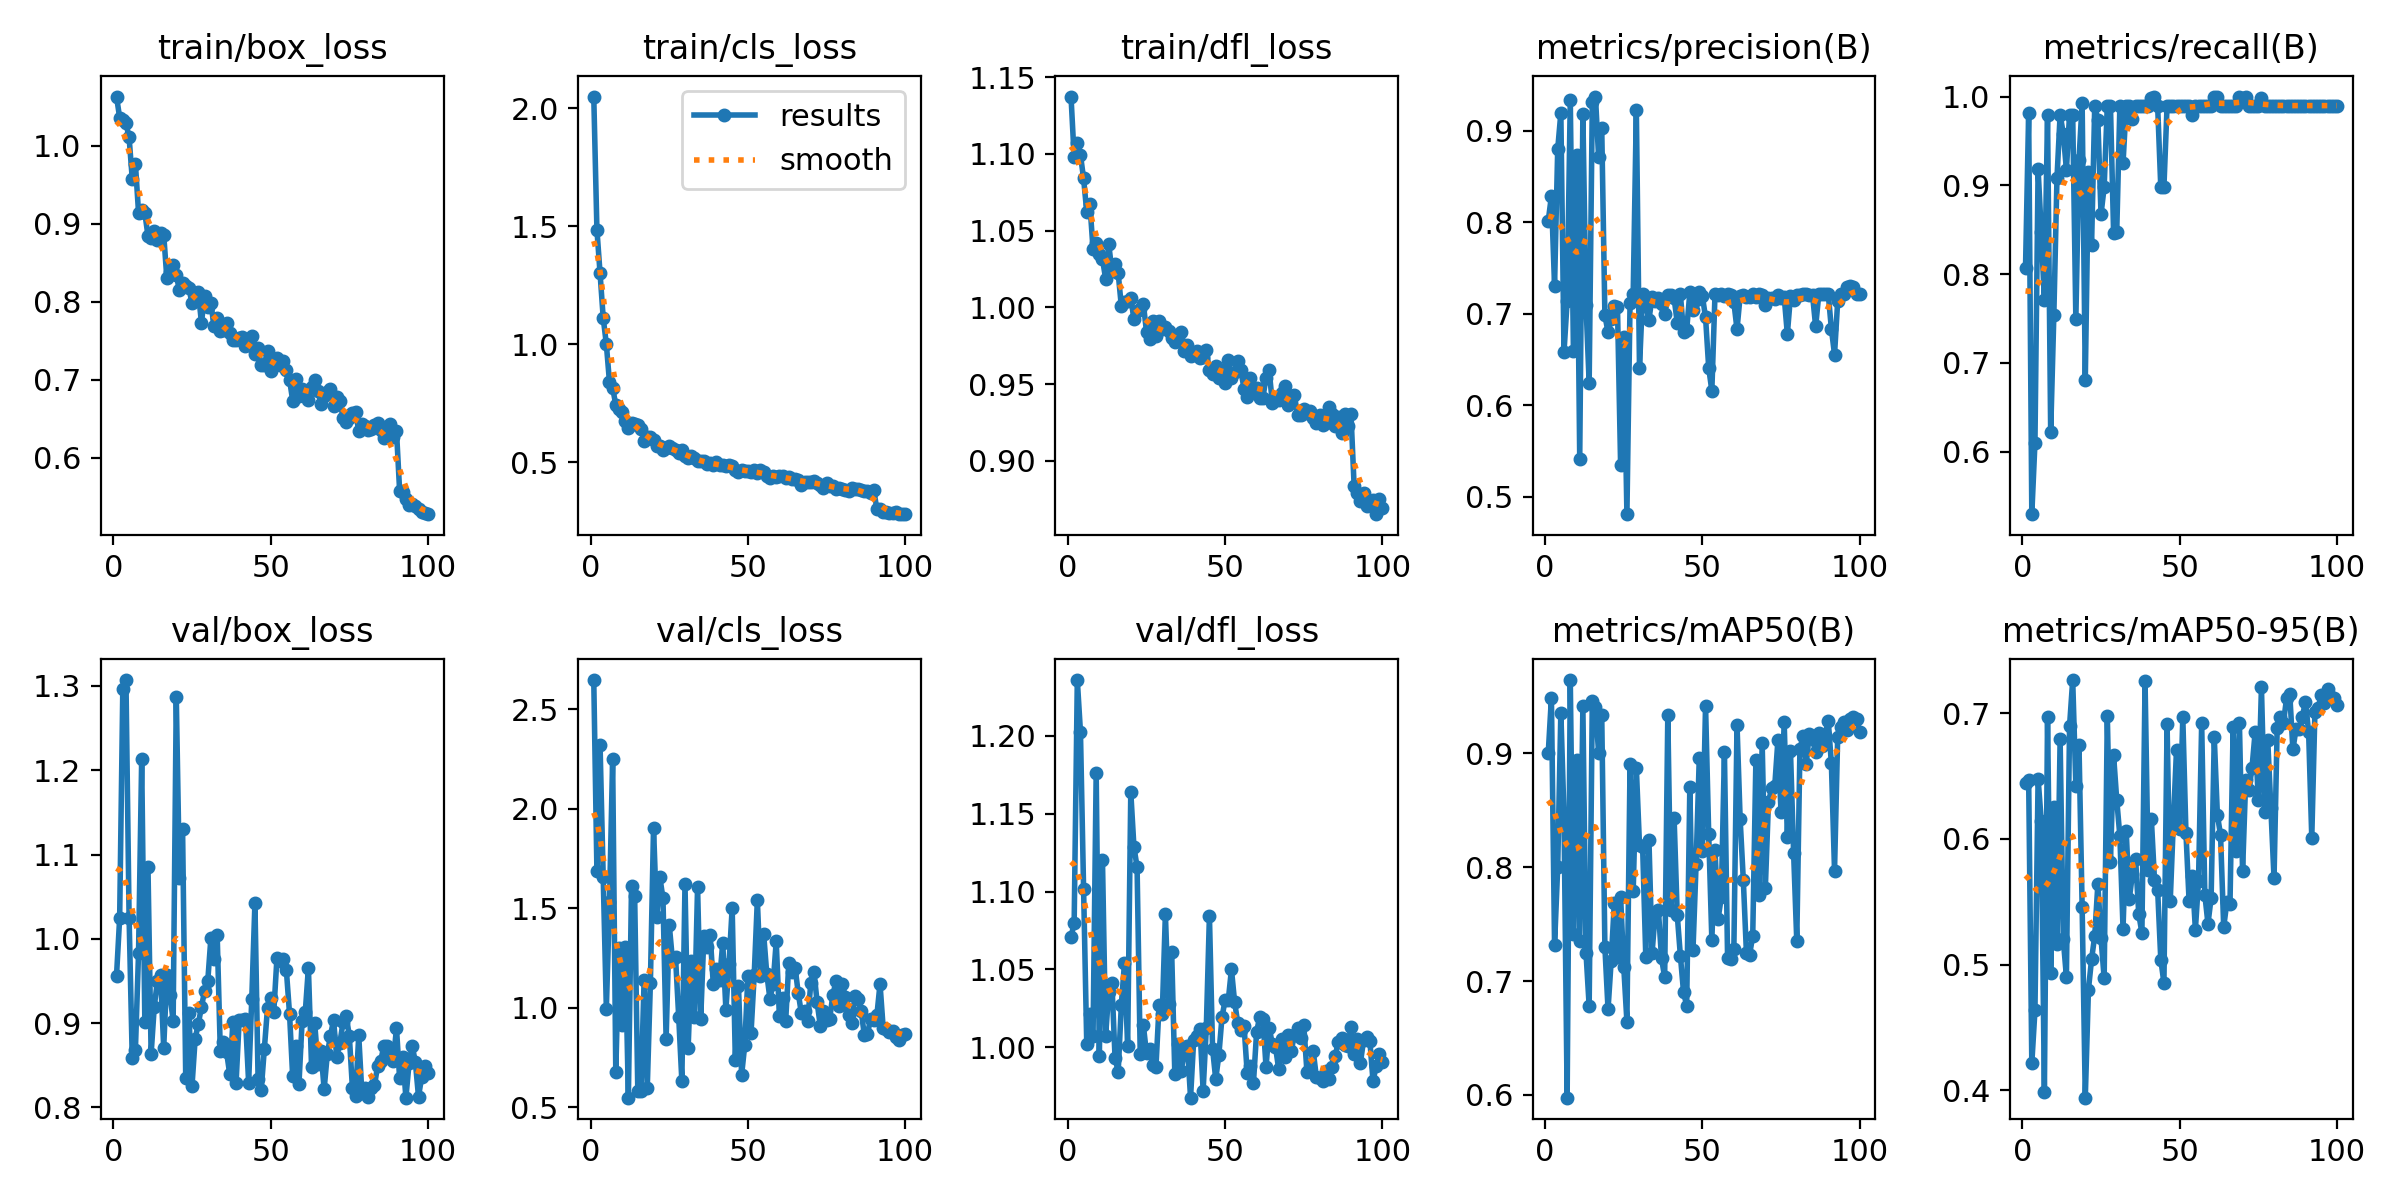 train/box_loss
1.0
0.9
0.8
0.7
0.6
0 50 100
train/cls_loss
results
smooth
2.0
1.5
1.0
0.5
0 50 100
train/dfl_loss
1.15
1.10
1.05
1.00
0.95
0.90
0 50 100
metrics/precision(B)
0.9
0.8
0.7
0.6
0.5
0 50 100
metrics/recall(B)
1.0
0.9
0.8
0.7
0.6
0 50 100
val/box_loss
1.3
1.2
1.1
1.0
0.9
0.8
0 50 100
val/cls_loss
2.5
2.0
1.5
1.0
0.5
0 50 100
val/dfl_loss
1.20
1.15
1.10
1.05
1.00
0 50 100
metrics/mAP50(B)
0.9
0.8
0.7
0.6
0 50 100
metrics/mAP50-95(B)
0.7
0.6
0.5
0.4
0 50 100